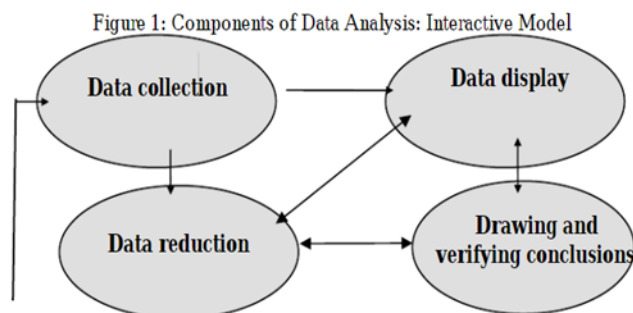 Figure 1: Components of Data Analysis: Interactive Model
Data collection
Data display
Data reduction
Drawing and
verifying conclusions